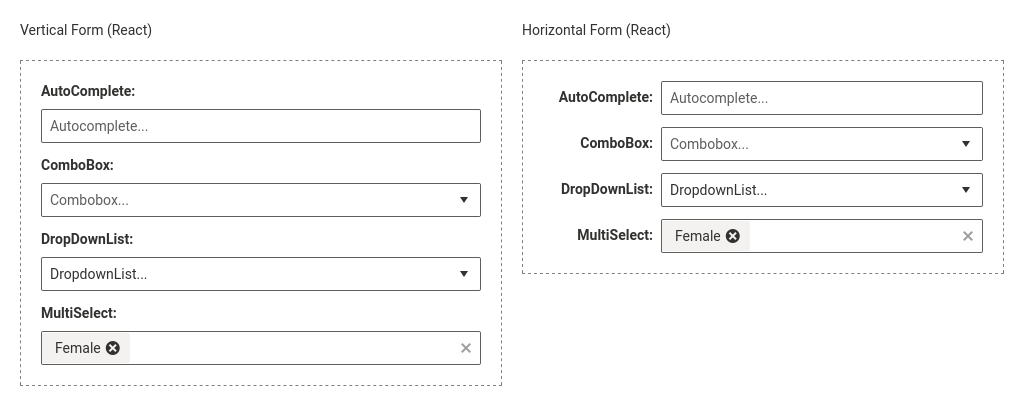 Vertical Form (React)
AutoComplete:
Autocomplete...
ComboBox:
Combobox...
DropDownList:
DropdownList...
MultiSelect:
Female
Horizontal Form (React)
AutoComplete: Autocomplete...
ComboBox: Combobox...
DropDownList: DropdownList...
MultiSelect: Female